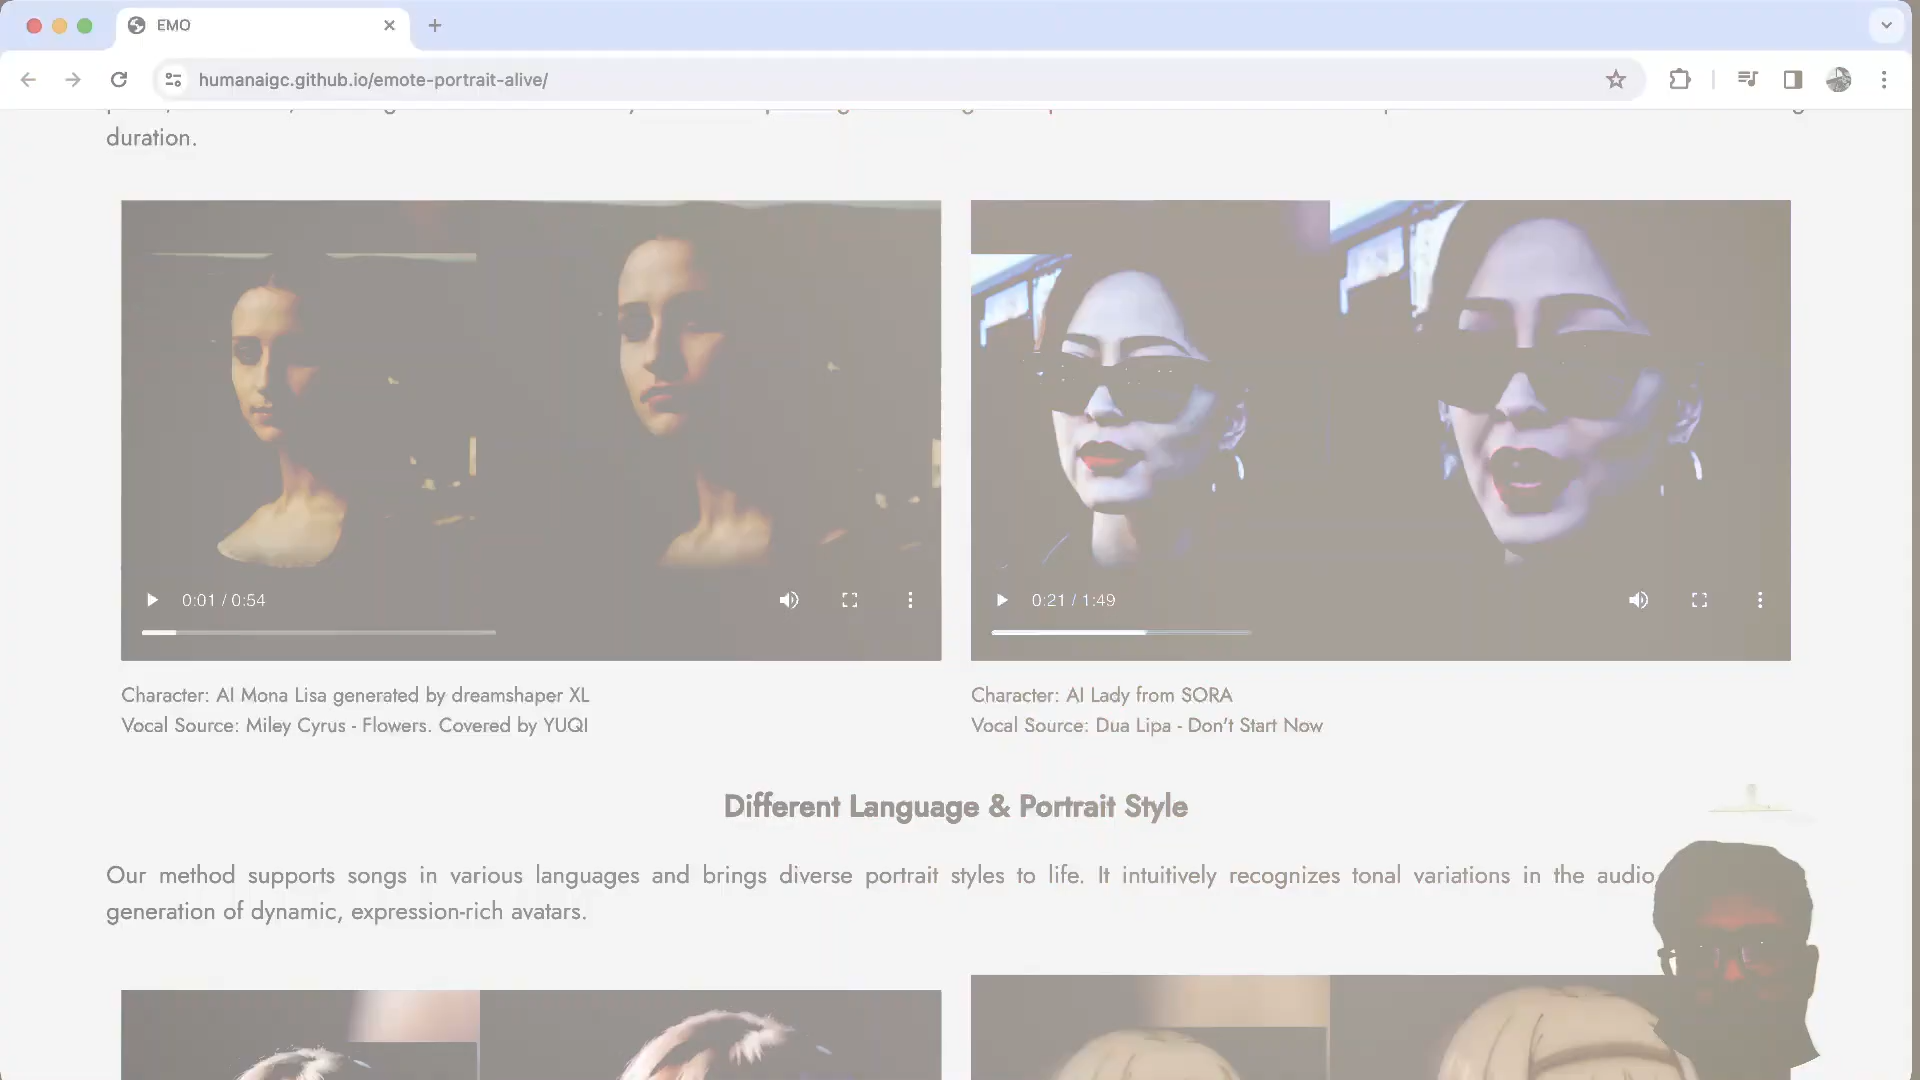 EMO
humanaigc.github.io/emote-portrait-alive/
duration.
0:01 / 0:54
0:21 / 1:49
Character: AI Mona Lisa generated by dreamshaper XL
Vocal Source: Miley Cyrus - Flowers. Covered by YUQI
Character: AI Lady from SORA
Vocal Source: Dua Lipa - Don't Start Now
Different Language & Portrait Style
Our method supports songs in various languages and brings diverse portrait styles to life. It intuitively recognizes tonal variations in the audio
generation of dynamic, expression-rich avatars.